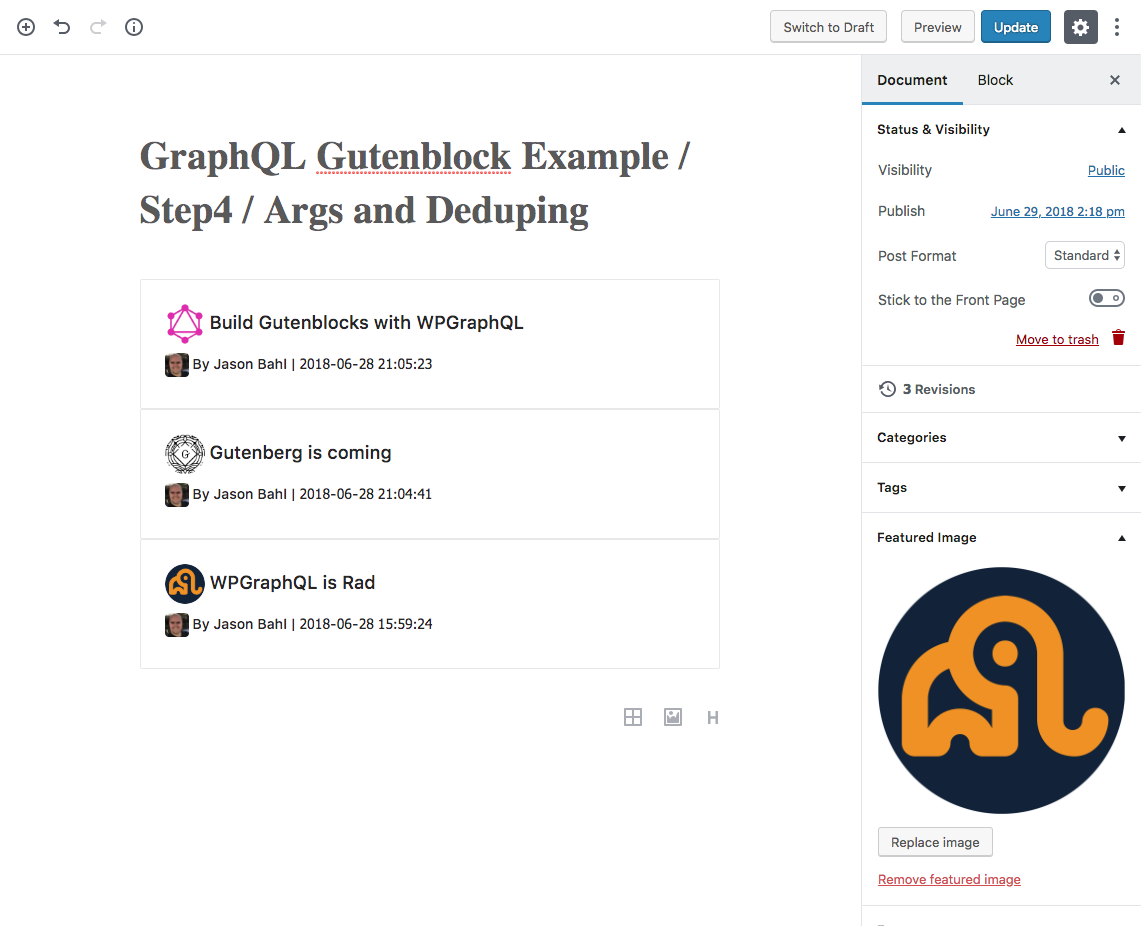 Switch to Draft
Preview
Update
GraphQL Gutenblock Example /
Step4 / Args and Deduping
Build Gutenblocks with WPGraphQL
By Jason Bahl | 2018-06-28 21:05:23
G
Gutenberg is coming
By Jason Bahl | 2018-06-28 21:04:41
WPGraphQL is Rad
By Jason Bahl | 2018-06-28 15:59:24
H
Document
Block
Status & Visibility
Visibility
Public
Publish
June 29, 2018 2:18 pm
Post Format
Standard
Stick to the Front Page
Move to trash
3 Revisions
Categories
Tags
Featured Image
Replace image
Remove featured image